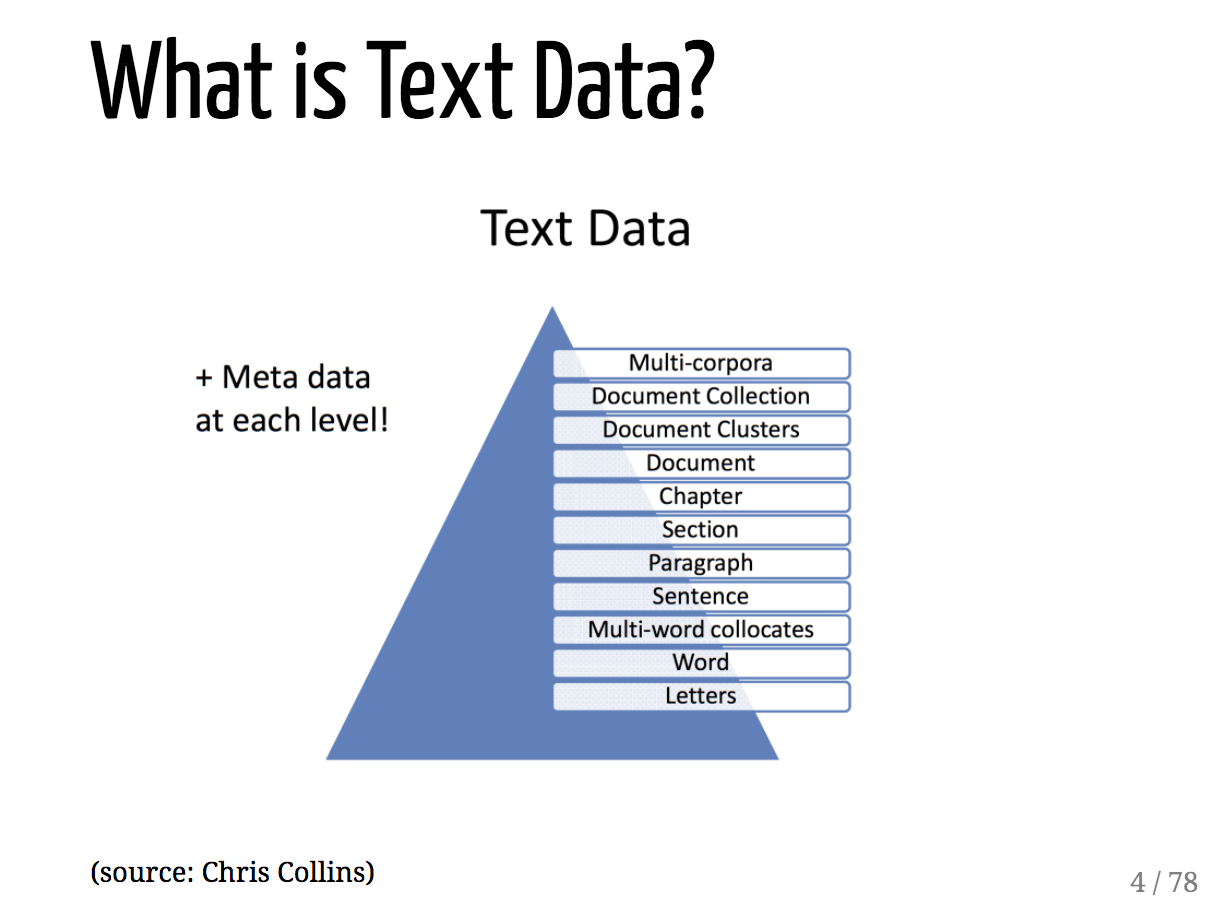 What is Text Data?
Text Data
+ Meta data
at each level!
Multi-corpora
Document Collection
Document Clusters
Document
Chapter
Section
Paragraph
Sentence
Multi-word collocates
Word
Letters
(source: Chris Collins)
4 / 78